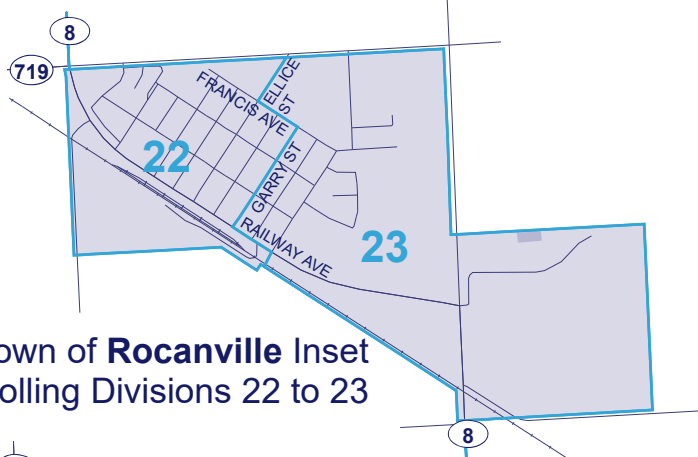 8
719
ELLICE
ST
FRANCIS AVE
22
GARRY ST
RAILWAY AVE
23
own of Rocanville Inset
olling Divisions 22 to 23
8